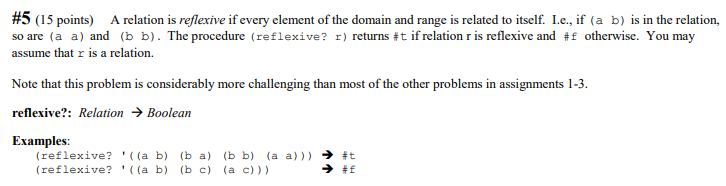 #5 (15 points) A relation is reflexive if every element of the domain and range is related to itself. I.e., if (a b) is in the relation,
so are (a a) and (b b). The procedure (reflexive? r) returns #t if relation r is reflexive and #f otherwise. You may
assume that r is a relation.
Note that this problem is considerably more challenging than most of the other problems in assignments 1-3.
reflexive?: Relation → Boolean
Examples:
(reflexive? '((a b) (b a) (b b) (a a))) → #t
(reflexive? '((a b) (b c) (a c))) → #f